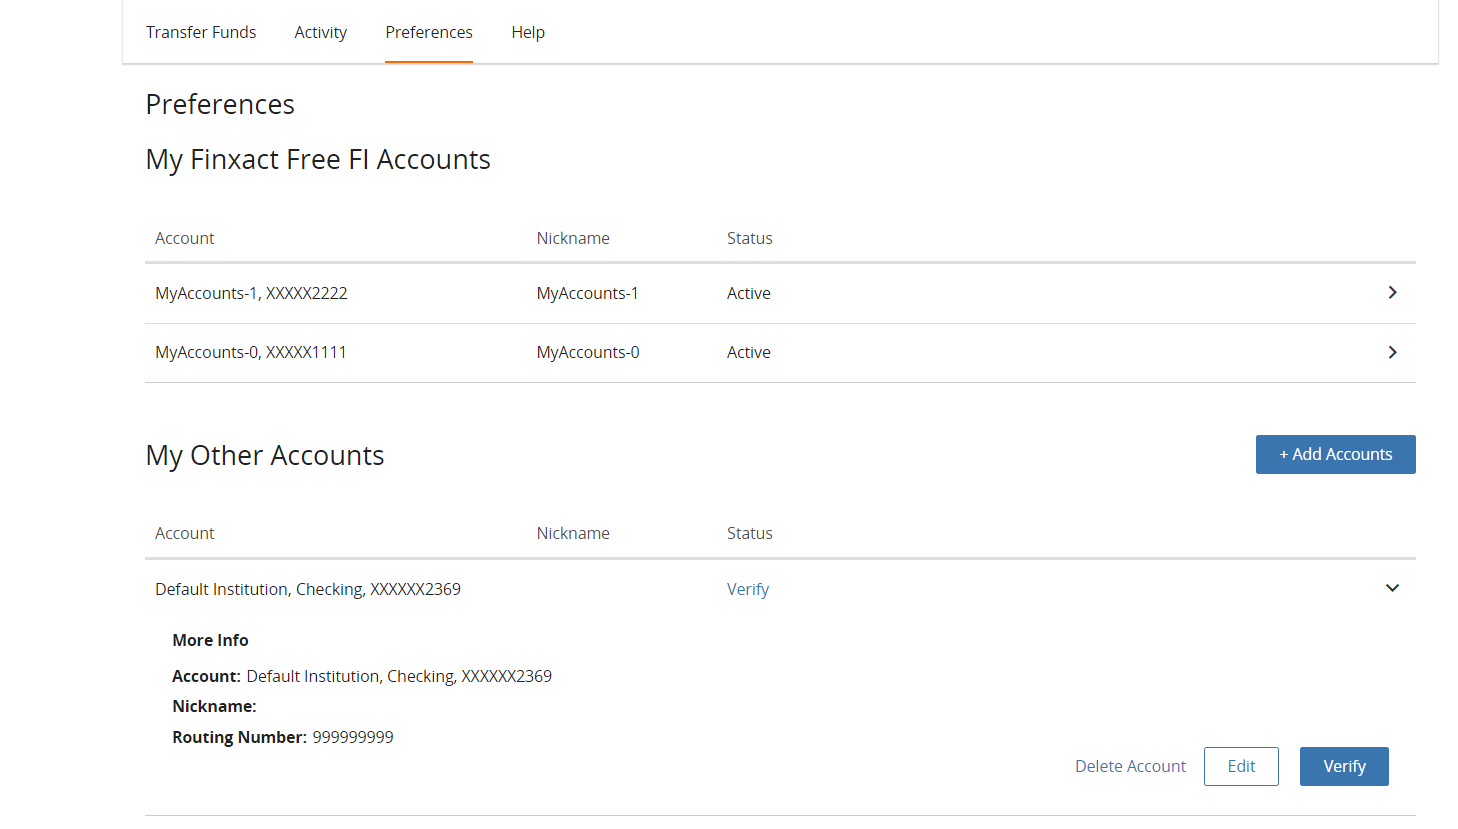 Transfer Funds Activity Preferences Help
Preferences
My Finxact Free FI Accounts
Account Nickname Status
MyAccounts-1, XXXXX2222 MyAccounts-1 Active
MyAccounts-0, XXXXX1111 MyAccounts-0 Active
My Other Accounts + Add Accounts
Account Nickname Status
Default Institution, Checking, XXXXXX2369 Verify
More Info
Account: Default Institution, Checking, XXXXXX2369
Nickname:
Routing Number: 999999999
Delete Account Edit Verify